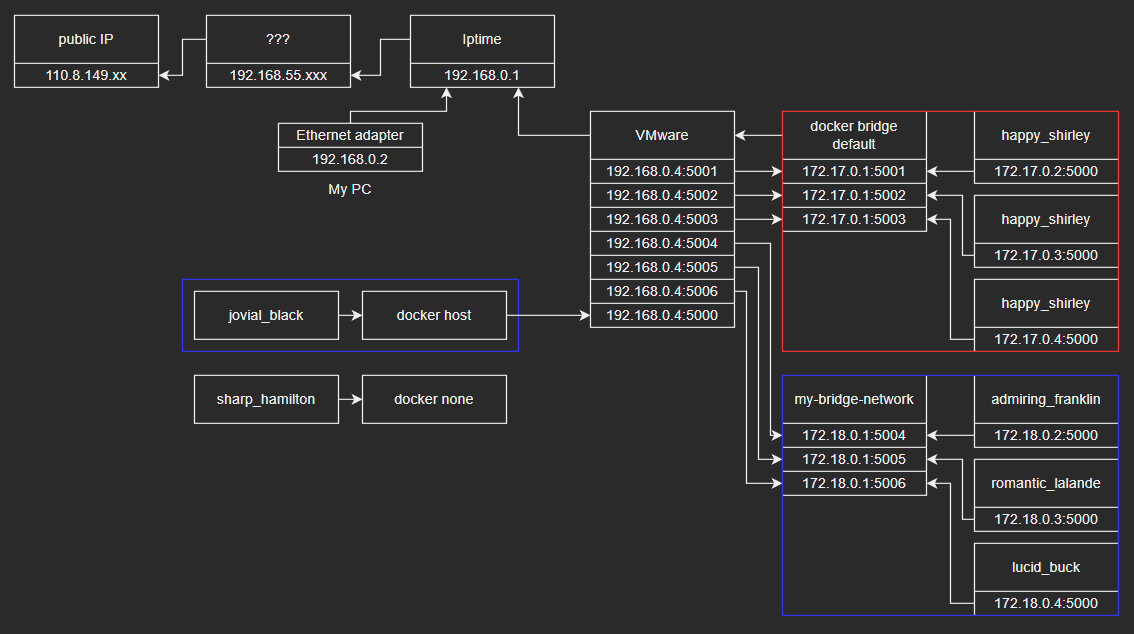 public IP
110.8.149.xx
???
192.168.55.xxx
Iptime
192.168.0.1
Ethernet adapter
192.168.0.2
My PC
VMware
192.168.0.4:5001
192.168.0.4:5002
192.168.0.4:5003
192.168.0.4:5004
192.168.0.4:5005
192.168.0.4:5006
192.168.0.4:5000
docker bridge
default
172.17.0.1:5001
172.17.0.1:5002
172.17.0.1:5003
happy_shirley
172.17.0.2:5000
happy_shirley
172.17.0.3:5000
happy_shirley
172.17.0.4:5000
jovial_black
docker host
sharp_hamilton
docker none
my-bridge-network
172.18.0.1:5004
172.18.0.1:5005
172.18.0.1:5006
admiring_franklin
172.18.0.2:5000
romantic_lalande
172.18.0.3:5000
lucid_buck
172.18.0.4:5000